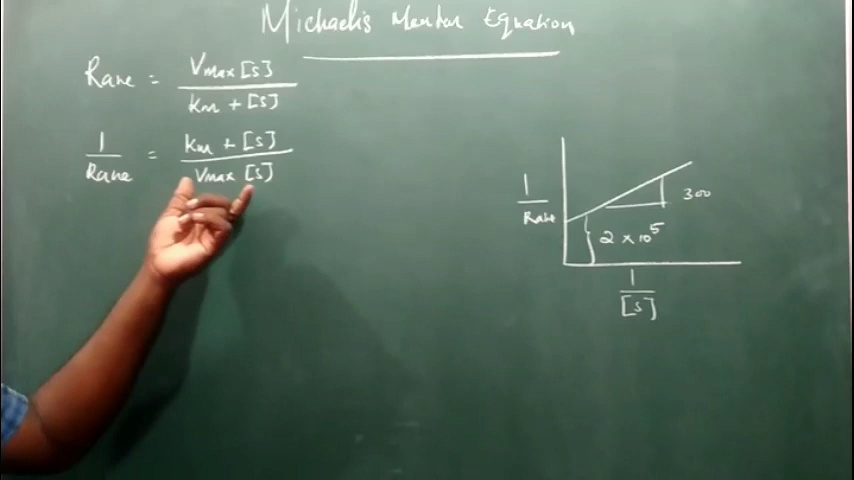 Michaelis Menton Equation
Rate = Vmax [s] / Km + [s]
1 / Rate = Km + [s] / Vmax [s]
1 / Rate
300
2 × 10⁵
1 / [s]